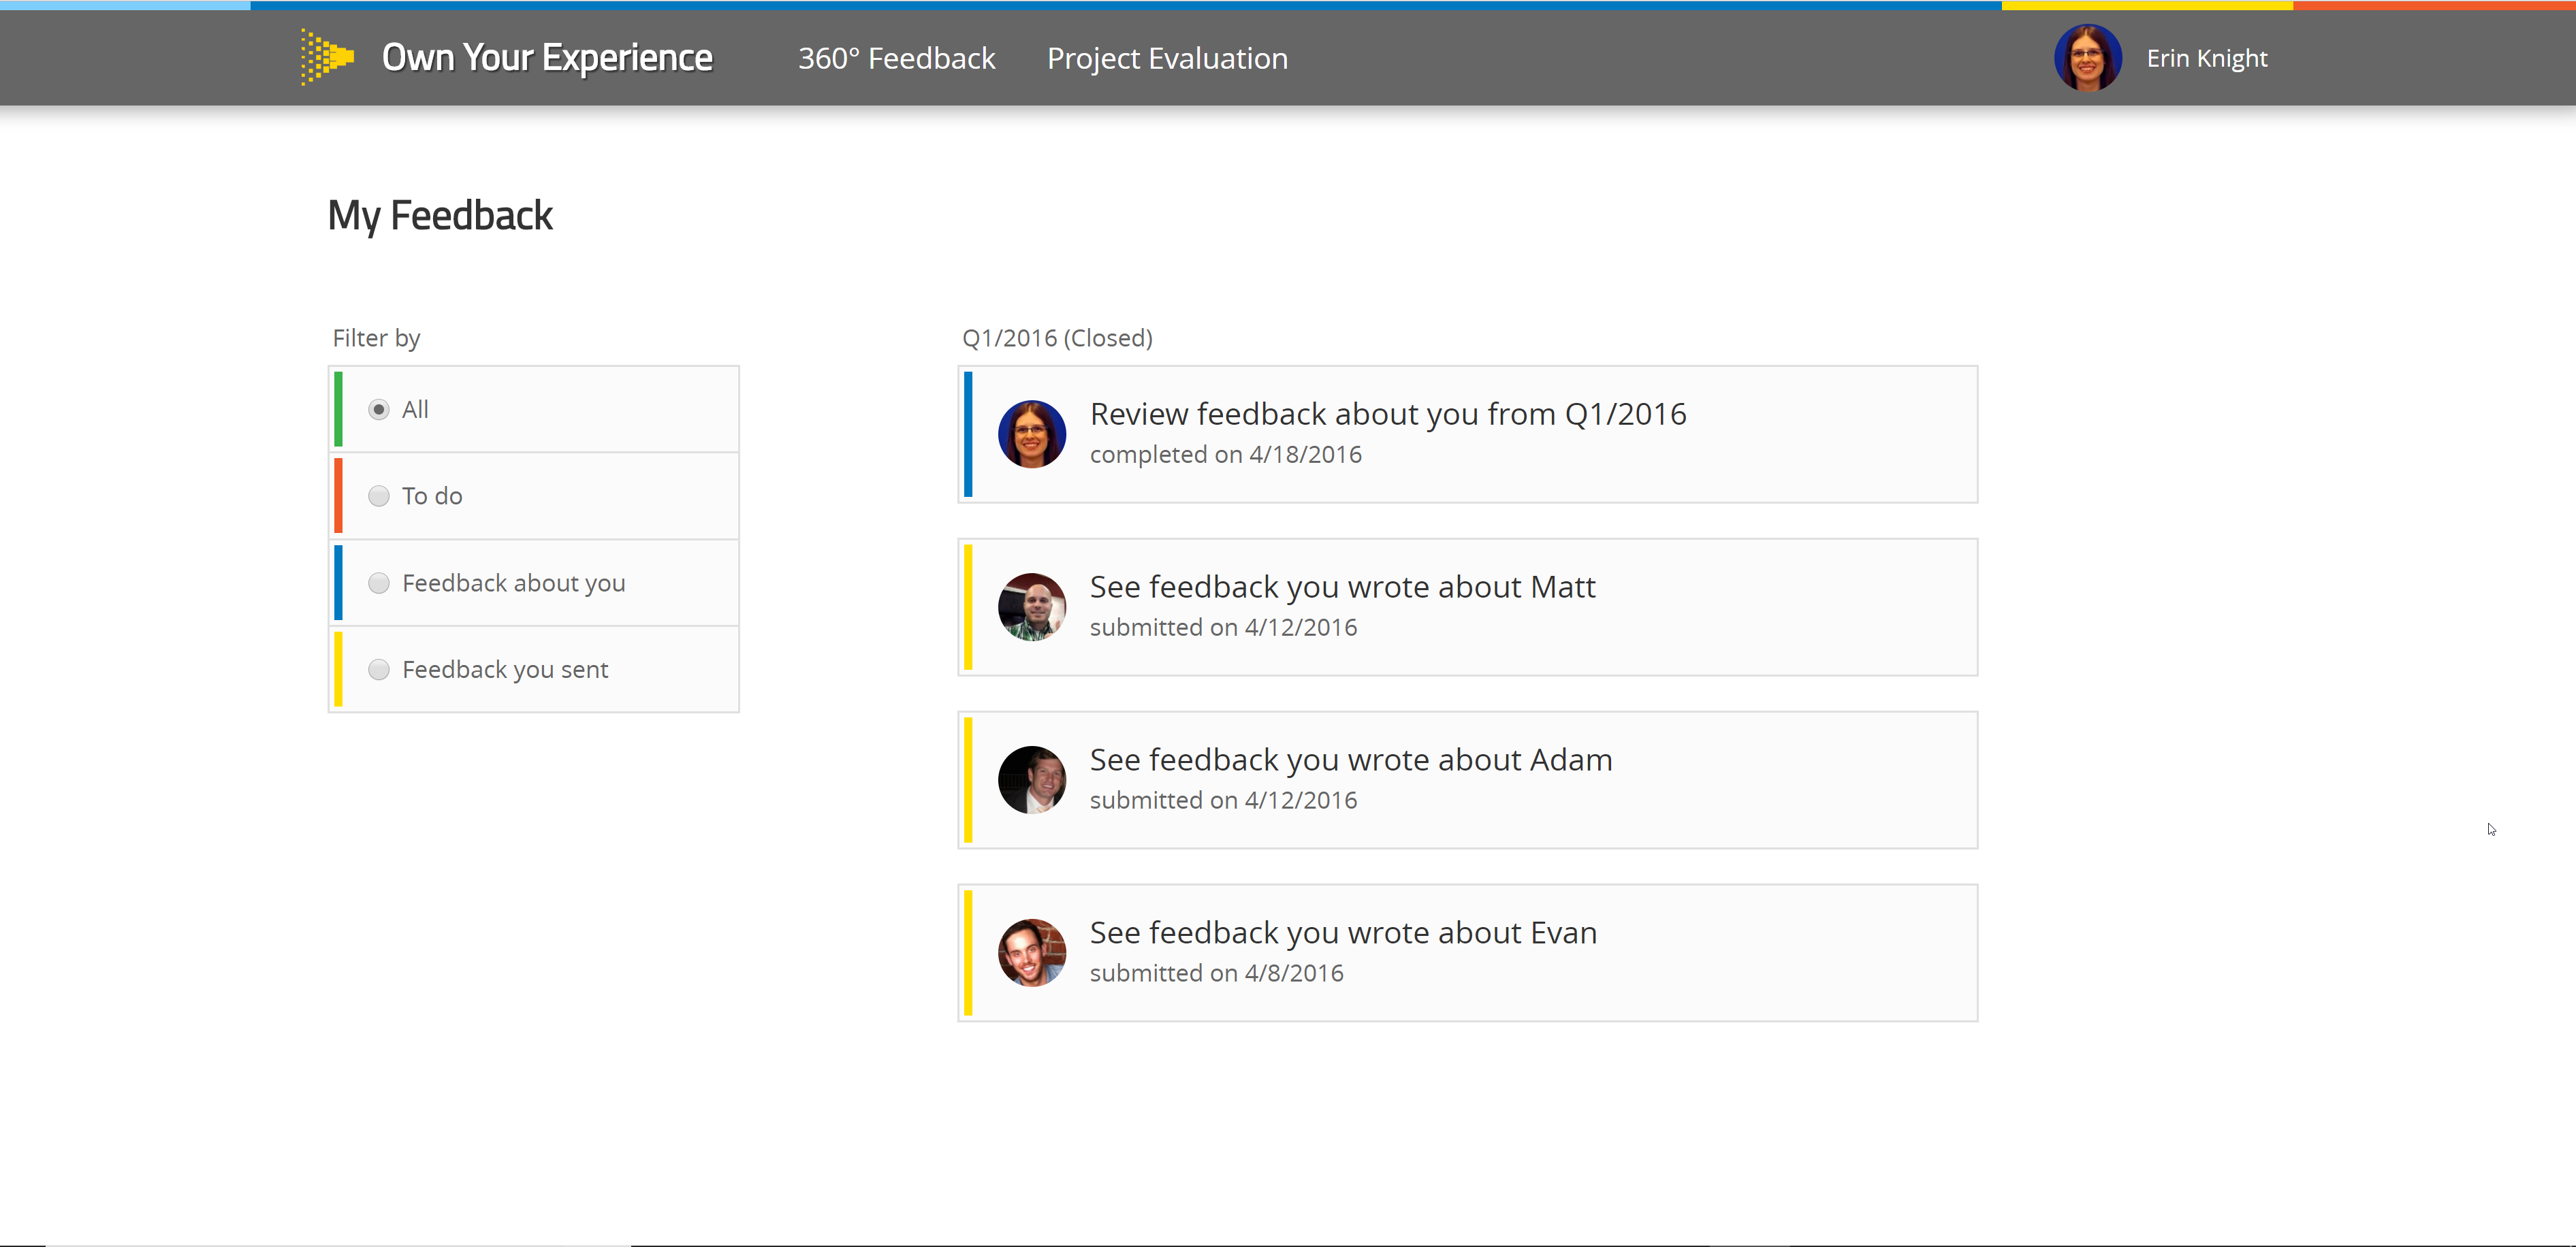 Own Your Experience
360° Feedback
Project Evaluation
Erin Knight
My Feedback
Filter by
All
To do
Feedback about you
Feedback you sent
Q1/2016 (Closed)
Review feedback about you from Q1/2016
completed on 4/18/2016
See feedback you wrote about Matt
submitted on 4/12/2016
See feedback you wrote about Adam
submitted on 4/12/2016
See feedback you wrote about Evan
submitted on 4/8/2016